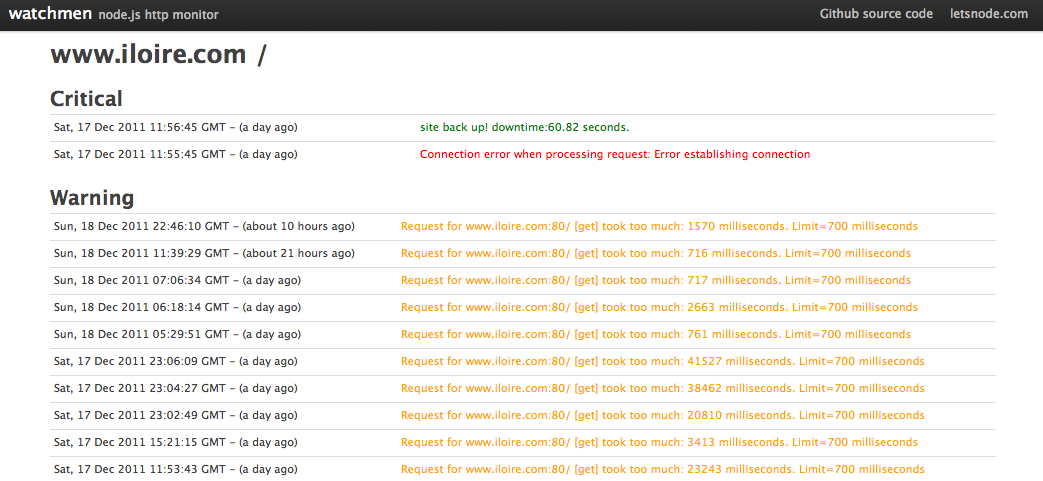 watchmen node.js http monitor Github source code letsnode.com
www.iloire.com /
Critical
Sat, 17 Dec 2011 11:56:45 GMT – (a day ago) site back up! downtime:60.82 seconds.
Sat, 17 Dec 2011 11:55:45 GMT – (a day ago) Connection error when processing request: Error establishing connection
Warning
Sun, 18 Dec 2011 22:46:10 GMT – (about 10 hours ago) Request for www.iloire.com:80/ [get] took too much: 1570 milliseconds. Limit=700 milliseconds
Sun, 18 Dec 2011 11:39:29 GMT – (about 21 hours ago) Request for www.iloire.com:80/ [get] took too much: 716 milliseconds. Limit=700 milliseconds
Sun, 18 Dec 2011 07:06:34 GMT – (a day ago) Request for www.iloire.com:80/ [get] took too much: 717 milliseconds. Limit=700 milliseconds
Sun, 18 Dec 2011 06:18:14 GMT – (a day ago) Request for www.iloire.com:80/ [get] took too much: 2663 milliseconds. Limit=700 milliseconds
Sun, 18 Dec 2011 05:29:51 GMT – (a day ago) Request for www.iloire.com:80/ [get] took too much: 761 milliseconds. Limit=700 milliseconds
Sat, 17 Dec 2011 23:06:09 GMT – (a day ago) Request for www.iloire.com:80/ [get] took too much: 41527 milliseconds. Limit=700 milliseconds
Sat, 17 Dec 2011 23:04:27 GMT – (a day ago) Request for www.iloire.com:80/ [get] took too much: 38462 milliseconds. Limit=700 milliseconds
Sat, 17 Dec 2011 23:02:49 GMT – (a day ago) Request for www.iloire.com:80/ [get] took too much: 20810 milliseconds. Limit=700 milliseconds
Sat, 17 Dec 2011 15:21:15 GMT – (a day ago) Request for www.iloire.com:80/ [get] took too much: 3413 milliseconds. Limit=700 milliseconds
Sat, 17 Dec 2011 11:53:43 GMT – (a day ago) Request for www.iloire.com:80/ [get] took too much: 23243 milliseconds. Limit=700 milliseconds